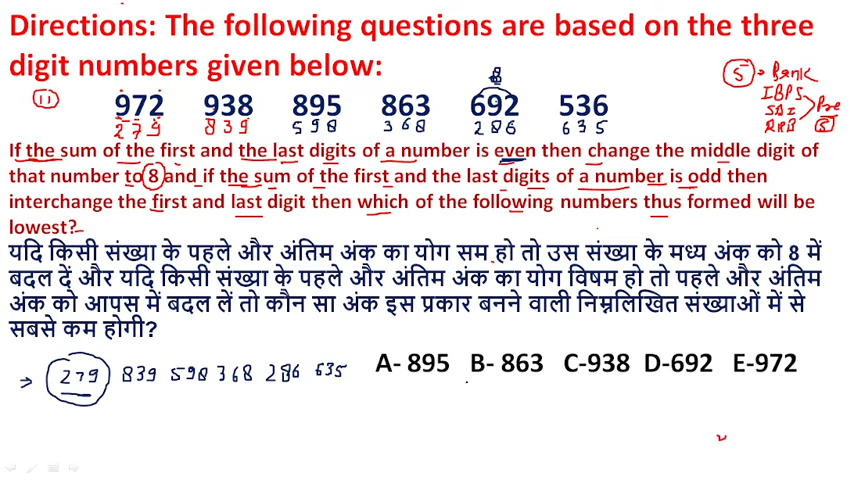 Directions: The following questions are based on the three
digit numbers given below:
5 Bank
IBPS
SBI
RRB
Pre
5
11
8
972 938 895 863 692 536
279 839 598 368 286 635
If the sum of the first and the last digits of a number is even then change the middle digit of
that number to 8 and if the sum of the first and the last digits of a number is odd then
interchange the first and last digit then which of the following numbers thus formed will be
lowest?
यदि किसी संख्या के पहले और अंतिम अंक का योग सम हो तो उस संख्या के मध्य अंक को 8 में
बदल दें और यदि किसी संख्या के पहले और अंतिम अंक का योग विषम हो तो पहले और अंतिम
अंक को आपस में बदल लें तो कौन सा अंक इस प्रकार बनने वाली निम्नलिखित संख्याओं में से
सबसे कम होगी?
279 839 598 368 286 635
A- 895 B- 863 C-938 D-692 E-972